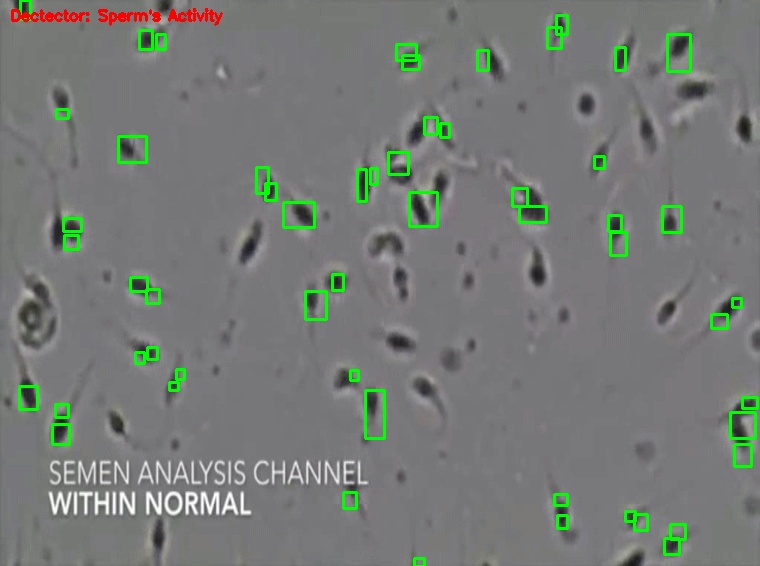 Dectector: Sperm's Activity
SEMEN ANALYSIS CHANNEL
WITHIN NORMAL